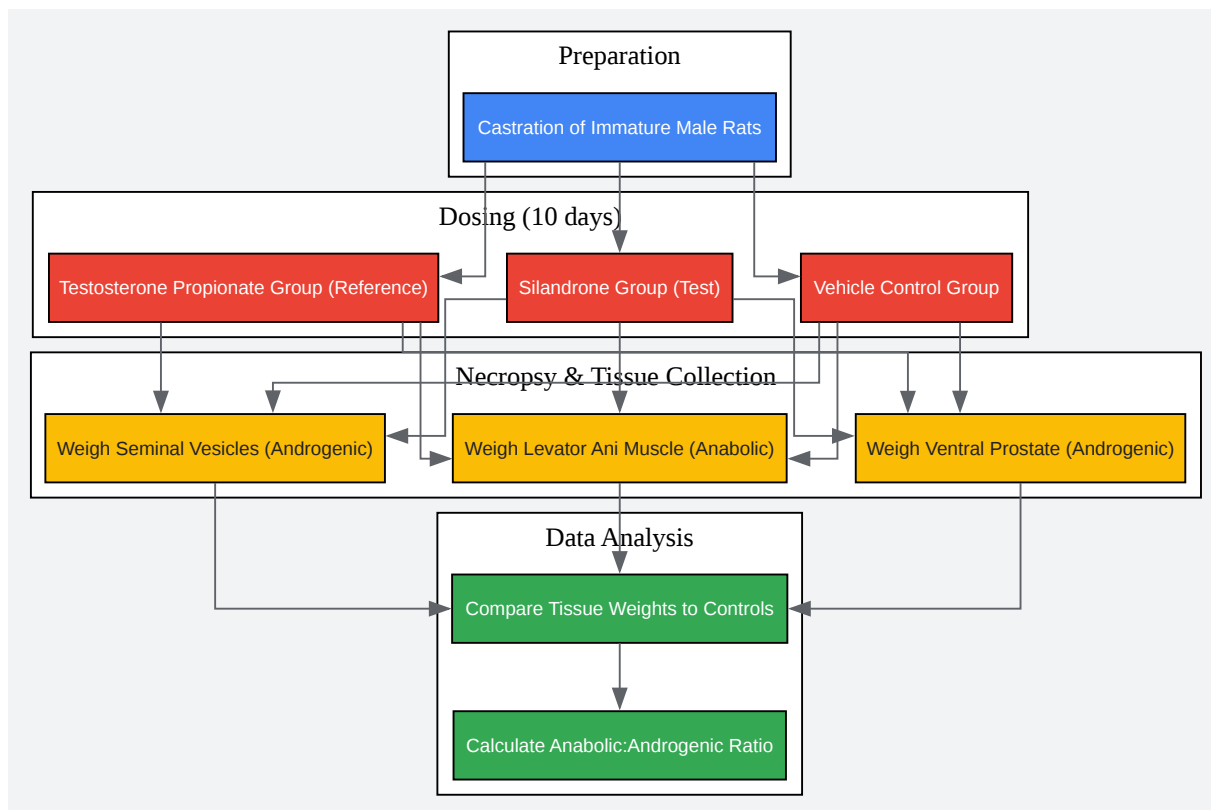 Preparation
Castration of Immature Male Rats
Dosing (10 days)
Testosterone Propionate Group (Reference)
Silandrone Group (Test)
Vehicle Control Group
Necropsy & Tissue Collection
Weigh Seminal Vesicles (Androgenic)
Weigh Levator Ani Muscle (Anabolic)
Weigh Ventral Prostate (Androgenic)
Data Analysis
Compare Tissue Weights to Controls
Calculate Anabolic:Androgenic Ratio